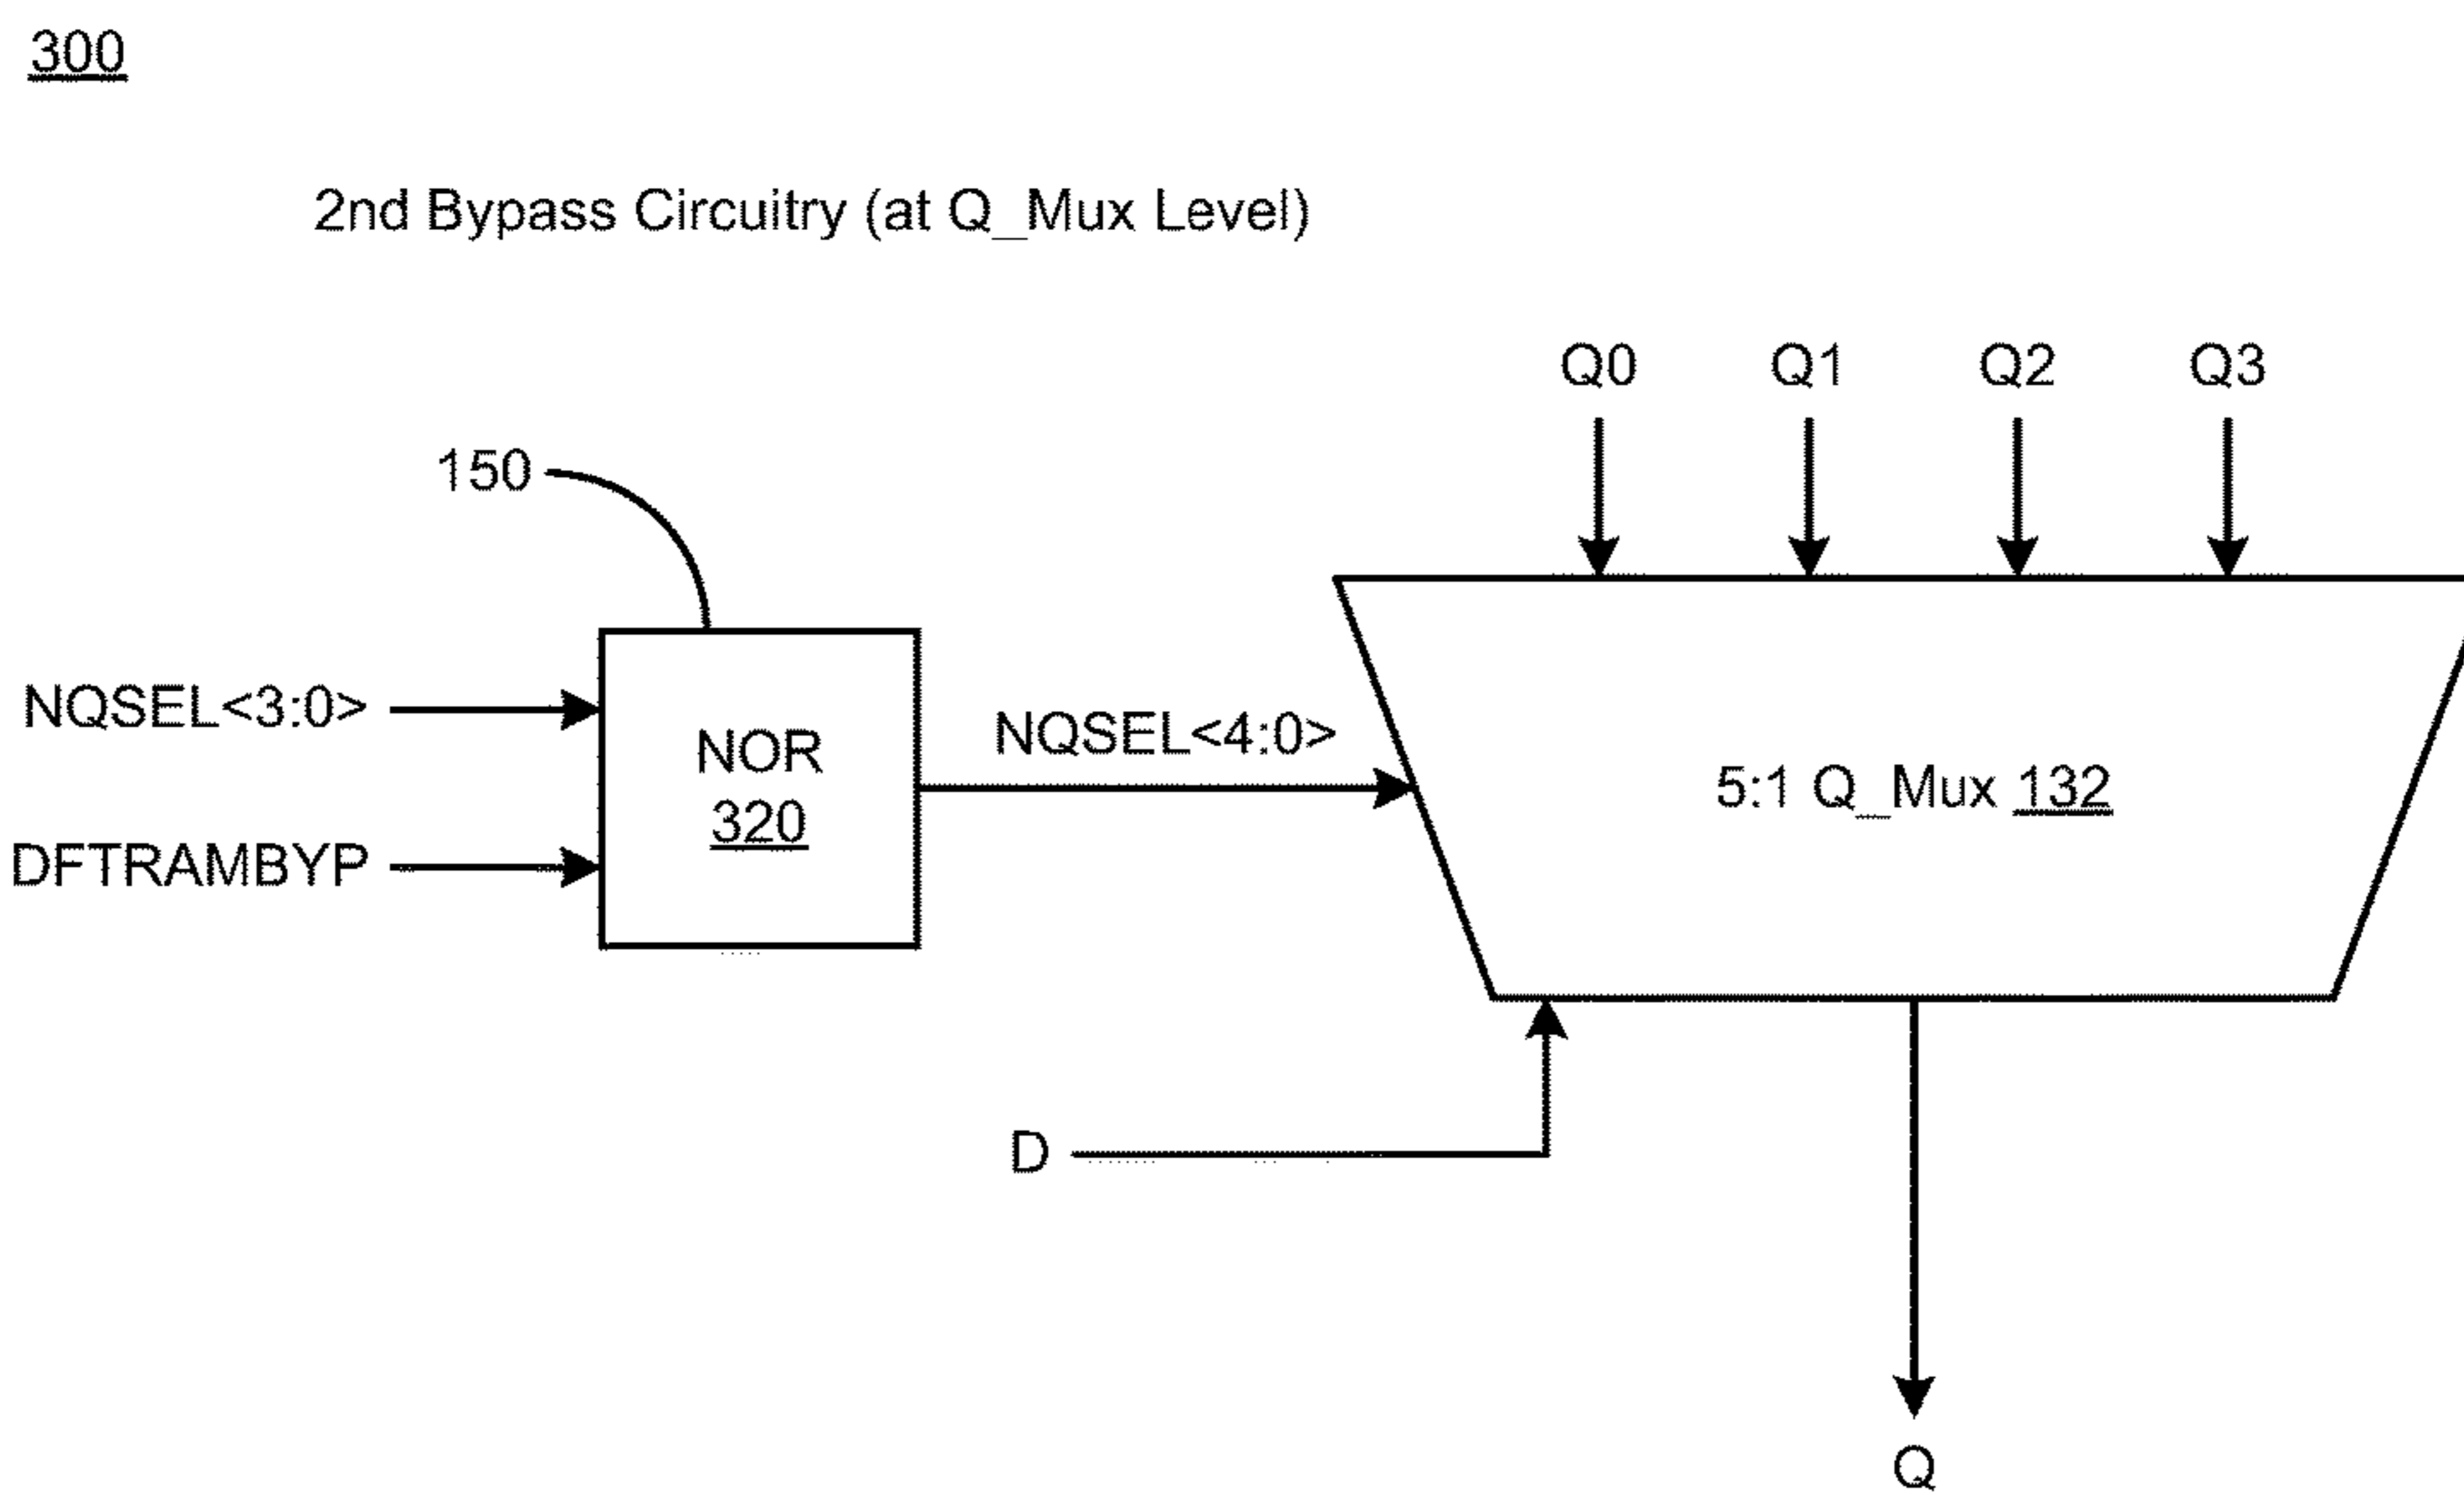 300
2nd Bypass Circuitry (at Q_Mux Level)
Q0 Q1 Q2 Q3
150
NQSEL<3:0>
DFTRAMBYP
NOR
320
NQSEL<4:0>
5:1 Q_Mux 132
D
Q